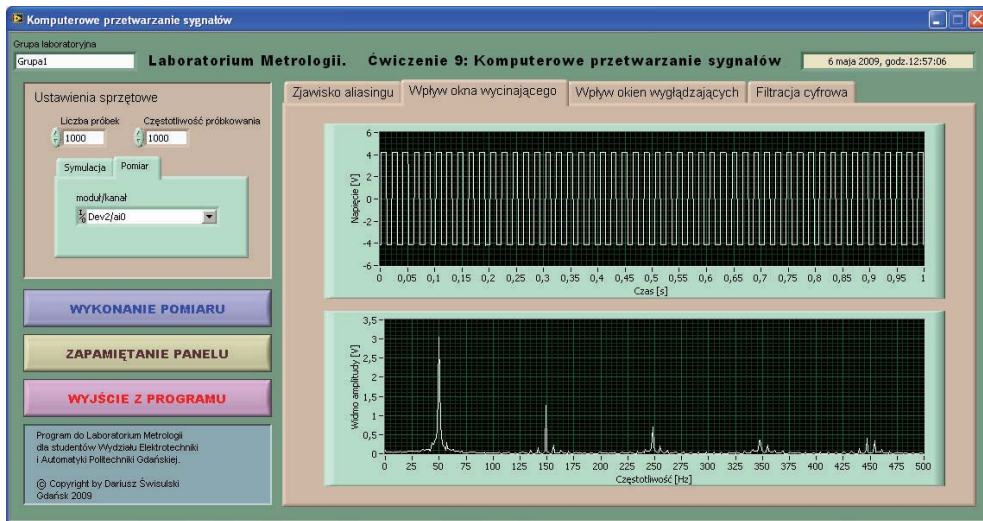 Komputerowe przetwarzanie sygnałów
Grupa laboratoryjna
Grupa1
Laboratorium Metrologii. Ćwiczenie 9: Komputerowe przetwarzanie sygnałów
6 maja 2009, godz.12:57:06
Ustawienia sprzętowe
Liczba próbek
Częstotliwość próbkowania
1000
1000
Symulacja
Pomiar
moduł/kanał
Dev2/ai0
WYKONANIE POMIARU
ZAPAMIĘTANIE PANELU
WYJŚCIE Z PROGRAMU
Program do Laboratorium Metrologii
dla studentów Wydziału Elektrotechniki
i Automatyki Politechniki Gdańskiej.
© Copyright by Dariusz Świsulski
Gdańsk 2009
Zjawisko aliasingu
Wpływ okna wycinającego
Wpływ okien wygłądzających
Filtracja cyfrowa
Napięcie [V]
6
4
2
0
-2
-4
-6
0 0,05 0,1 0,15 0,2 0,25 0,3 0,35 0,4 0,45 0,5 0,55 0,6 0,65 0,7 0,75 0,8 0,85 0,9 0,95 1
Czas [s]
Widmo amplitudy [V]
3,5
3
2,5
2
1,5
1
0,5
0
0 25 50 75 100 125 150 175 200 225 250 275 300 325 350 375 400 425 450 475 500
Częstotliwość [Hz]